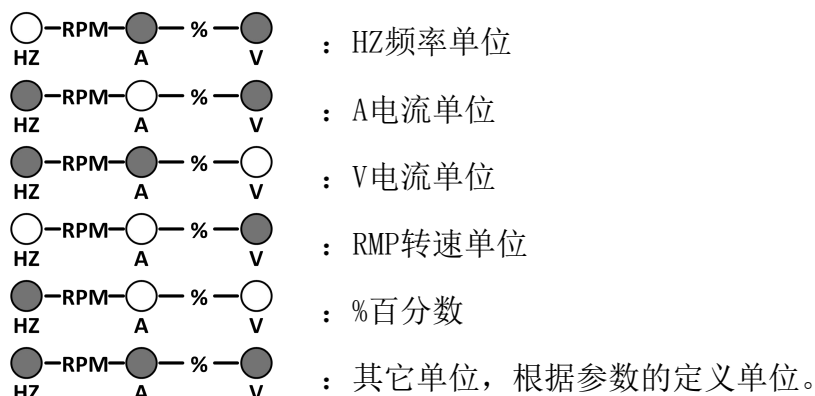 RPM % ：HZ频率单位
HZ A V
RPM % ：A电流单位
HZ A V
RPM % ：V电流单位
HZ A V
RPM % ：RMP转速单位
HZ A V
RPM % ：%百分数
HZ A V
RPM % ：其它单位，根据参数的定义单位。
HZ A V